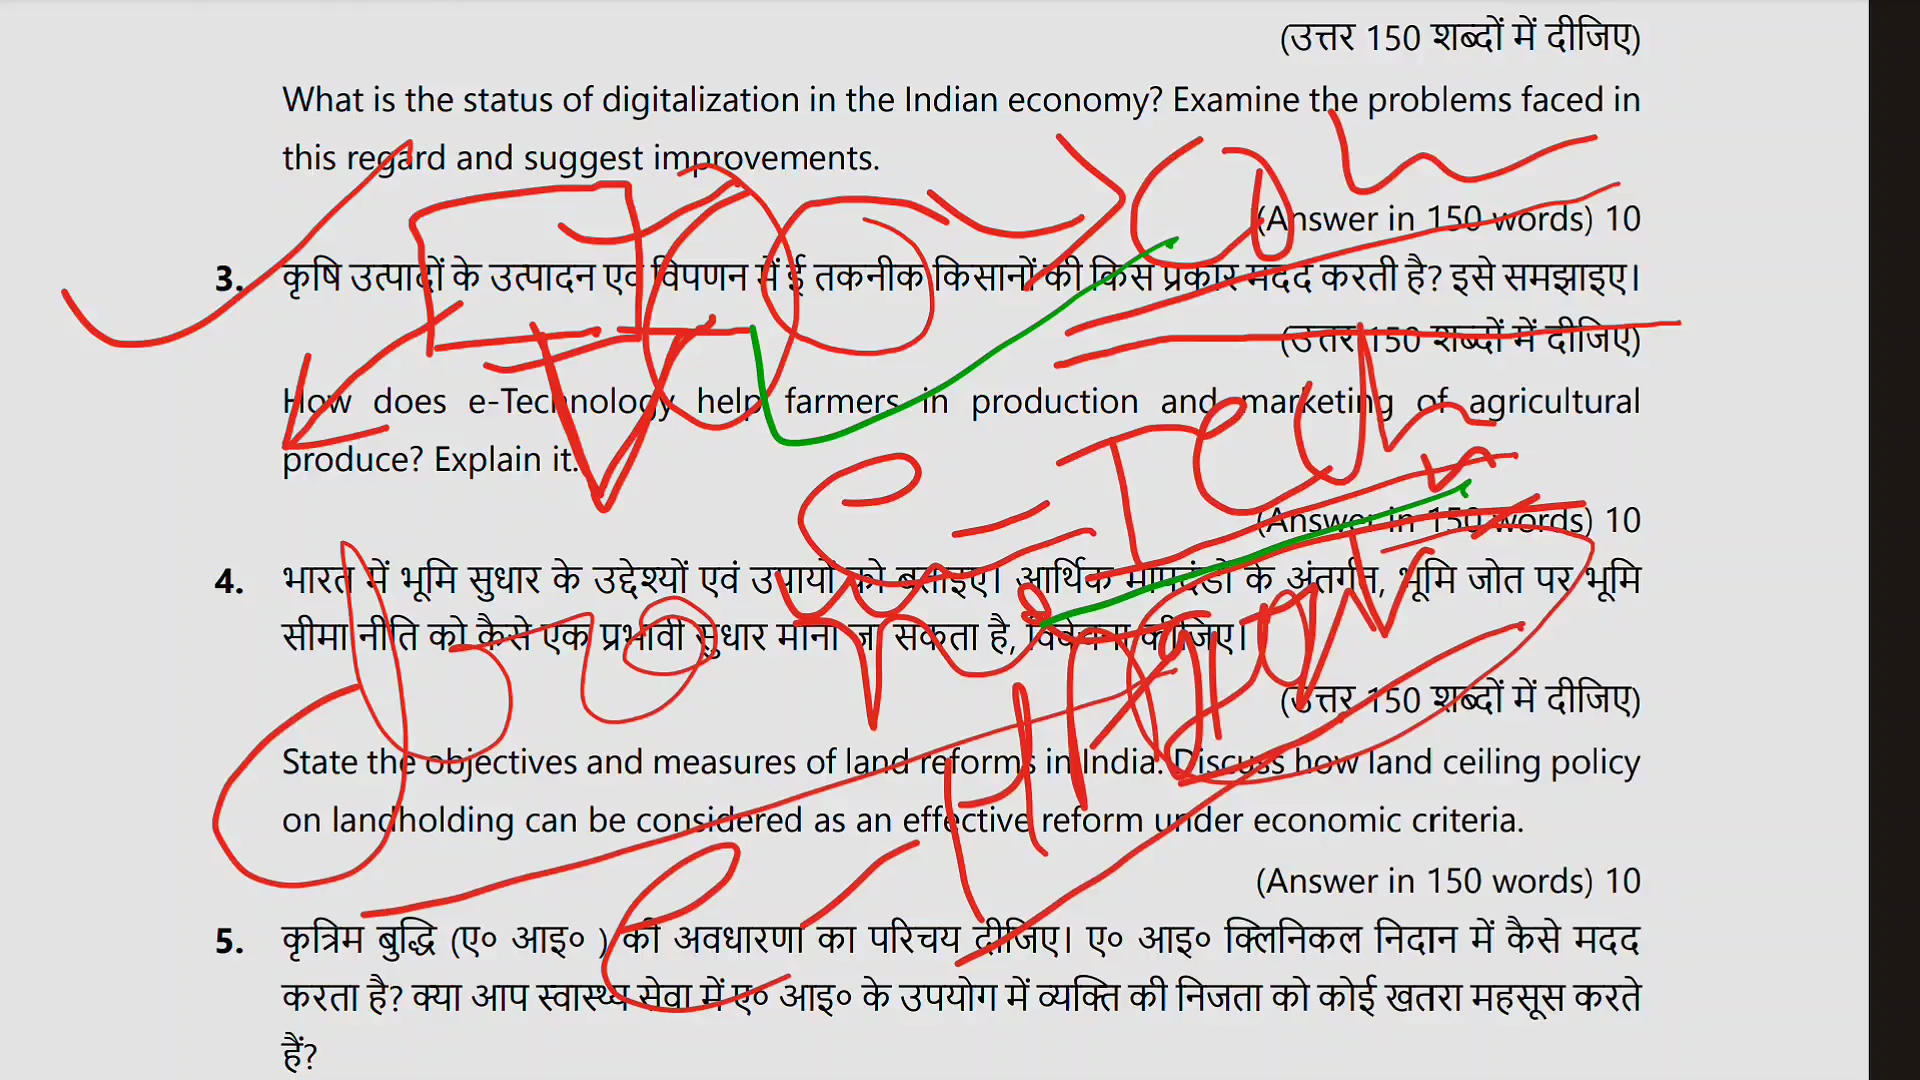 (उत्तर 150 शब्दों में दीजिए)
What is the status of digitalization in the Indian economy? Examine the problems faced in
this regard and suggest improvements.
(Answer in 150 words) 10
3. कृषि उत्पादों के उत्पादन एवं विपणन में ई तकनीक किसानों की किस प्रकार मदद करती है? इसे समझाइए।
(उत्तर 150 शब्दों में दीजिए)
How does e-Technology help farmers in production and marketing of agricultural
produce? Explain it.
(Answer in 150 words) 10
4. भारत में भूमि सुधार के उद्देश्यों एवं उपायों को बताइए। आर्थिक मापदंडों के अंतर्गत, भूमि जोत पर भूमि
सीमा नीति को कैसे एक प्रभावी सुधार माना जा सकता है, विवेचना कीजिए।
(उत्तर 150 शब्दों में दीजिए)
State the objectives and measures of land reforms in India. Discuss how land ceiling policy
on landholding can be considered as an effective reform under economic criteria.
(Answer in 150 words) 10
5. कृत्रिम बुद्धि (ए० आइ० ) की अवधारणा का परिचय दीजिए। ए० आइ० क्लिनिकल निदान में कैसे मदद
करता है? क्या आप स्वास्थ्य सेवा में ए० आइ० के उपयोग में व्यक्ति की निजता को कोई खतरा महसूस करते
हैं?